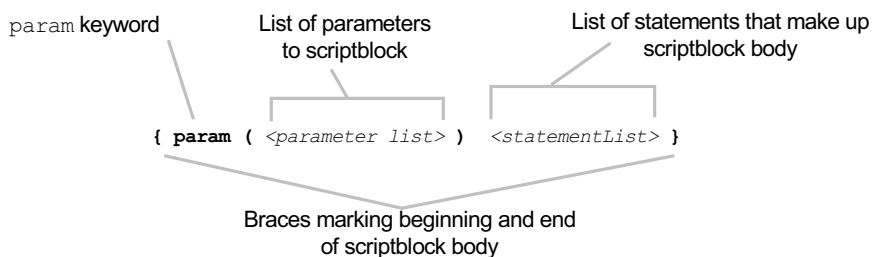 param keyword
List of parameters
to scriptblock
List of statements that make up
scriptblock body
{ param ( <parameter list> ) <statementList> }
Braces marking beginning and end
of scriptblock body